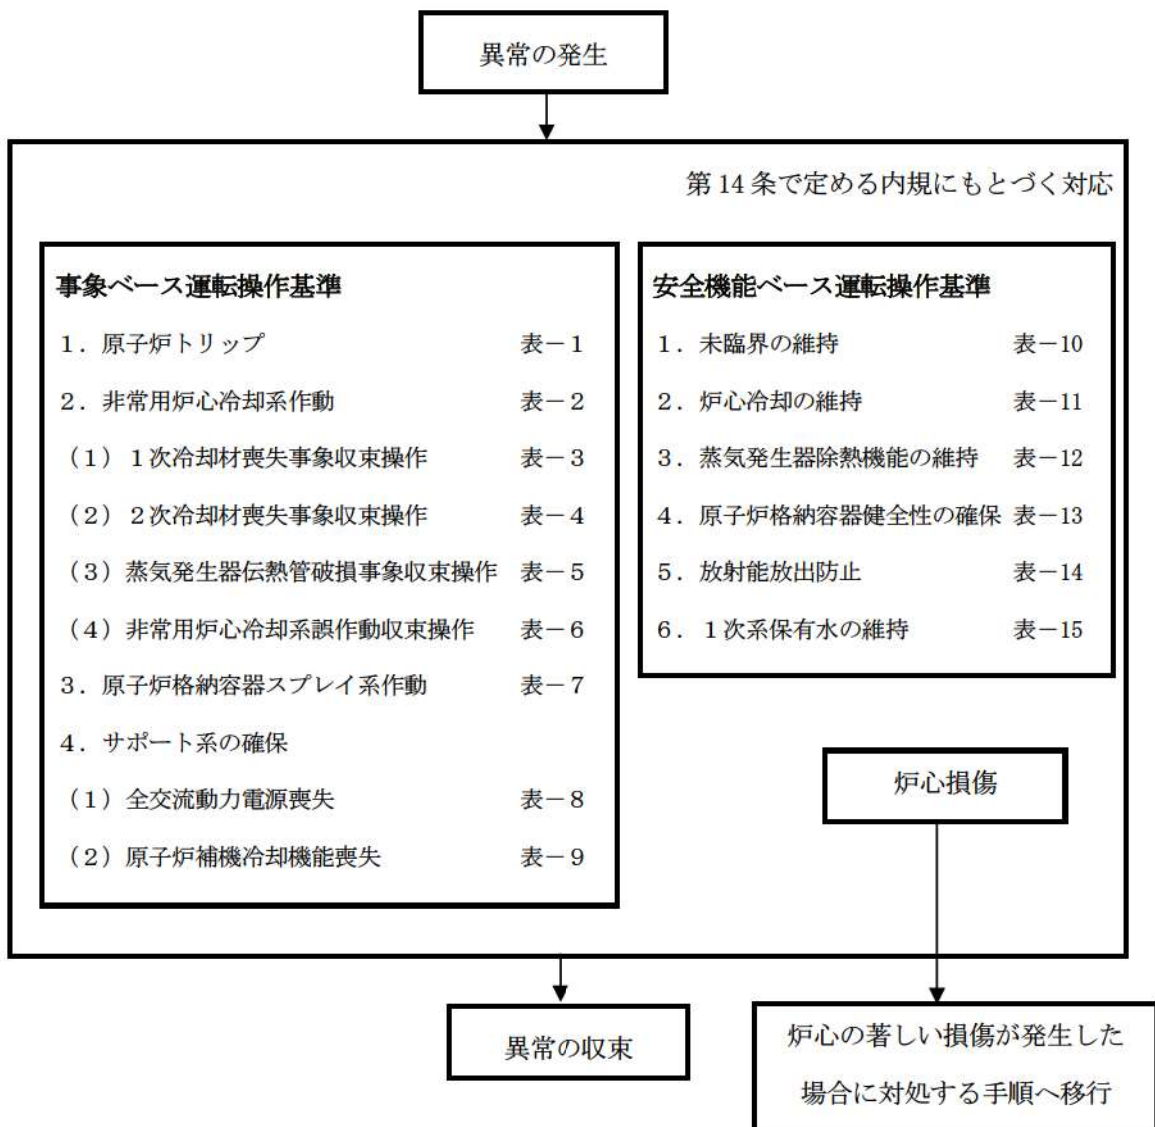 異常の発生
第14条で定める内規にもとづく対応
事象ベース運転操作基準
1．原子炉トリップ 表－1
2．非常用炉心冷却系作動 表－2
（1）1次冷却材喪失事象収束操作 表－3
（2）2次冷却材喪失事象収束操作 表－4
（3）蒸気発生器伝熱管破損事象収束操作 表－5
（4）非常用炉心冷却系誤作動収束操作 表－6
3．原子炉格納容器スプレイ系作動 表－7
4．サポート系の確保
（1）全交流動力電源喪失 表－8
（2）原子炉補機冷却機能喪失 表－9
安全機能ベース運転操作基準
1．未臨界の維持 表－10
2．炉心冷却の維持 表－11
3．蒸気発生器除熱機能の維持 表－12
4．原子炉格納容器健全性の確保 表－13
5．放射能放出防止 表－14
6．1次系保有水の維持 表－15
炉心損傷
異常の収束
炉心の著しい損傷が発生した
場合に対処する手順へ移行